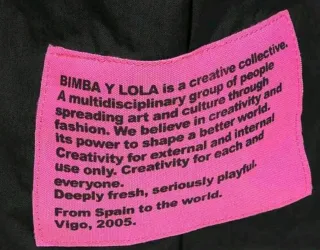 BIMBA Y LOLA is a creative collective.
A multidisciplinary group of people
spreading art and culture through
fashion. We believe in creativity and
its power to shape a better world.
Creativity for external and internal
use only. Creativity for each and
everyone.
Deeply fresh, seriously playful.
From Spain to the world.
Vigo, 2005.